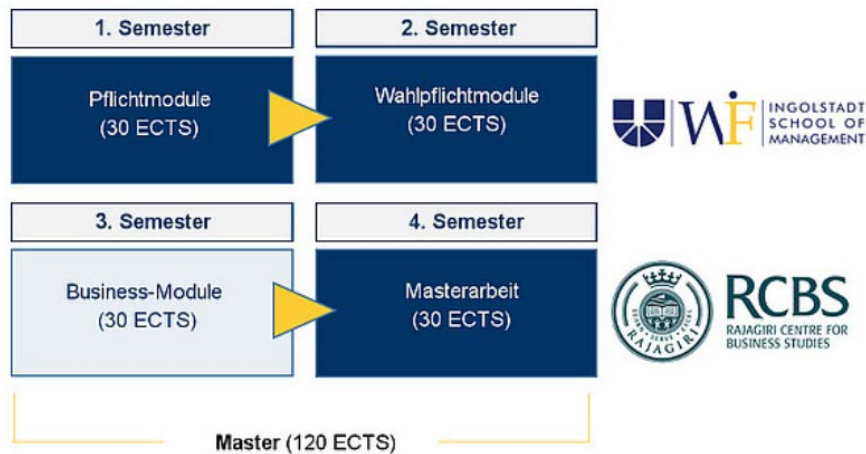 1. Semester
2. Semester
Pflichtmodule
(30 ECTS)
Wahlpflichtmodule
(30 ECTS)
WFI
INGOLSTADT
SCHOOL OF
MANAGEMENT
3. Semester
4. Semester
Business-Module
(30 ECTS)
Masterarbeit
(30 ECTS)
RAJAGIRI
RCBS
RAJAGIRI CENTRE FOR
BUSINESS STUDIES
Master (120 ECTS)